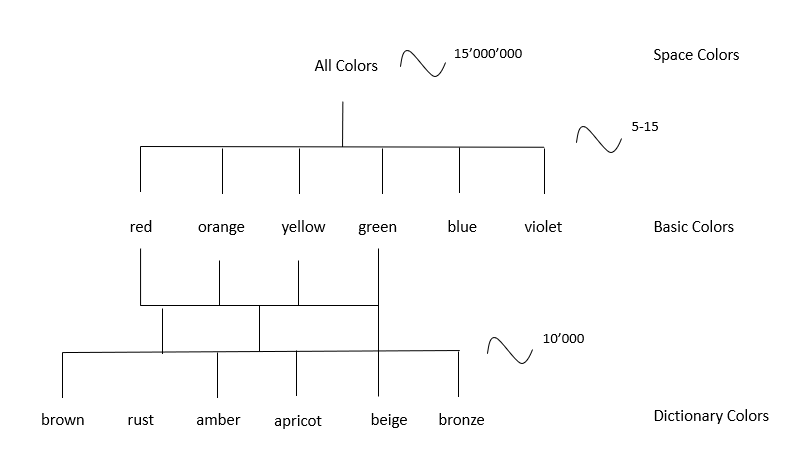 All Colors
15’000’000
Space Colors
5-15
red orange yellow green blue violet
Basic Colors
10’000
brown rust amber apricot beige bronze
Dictionary Colors